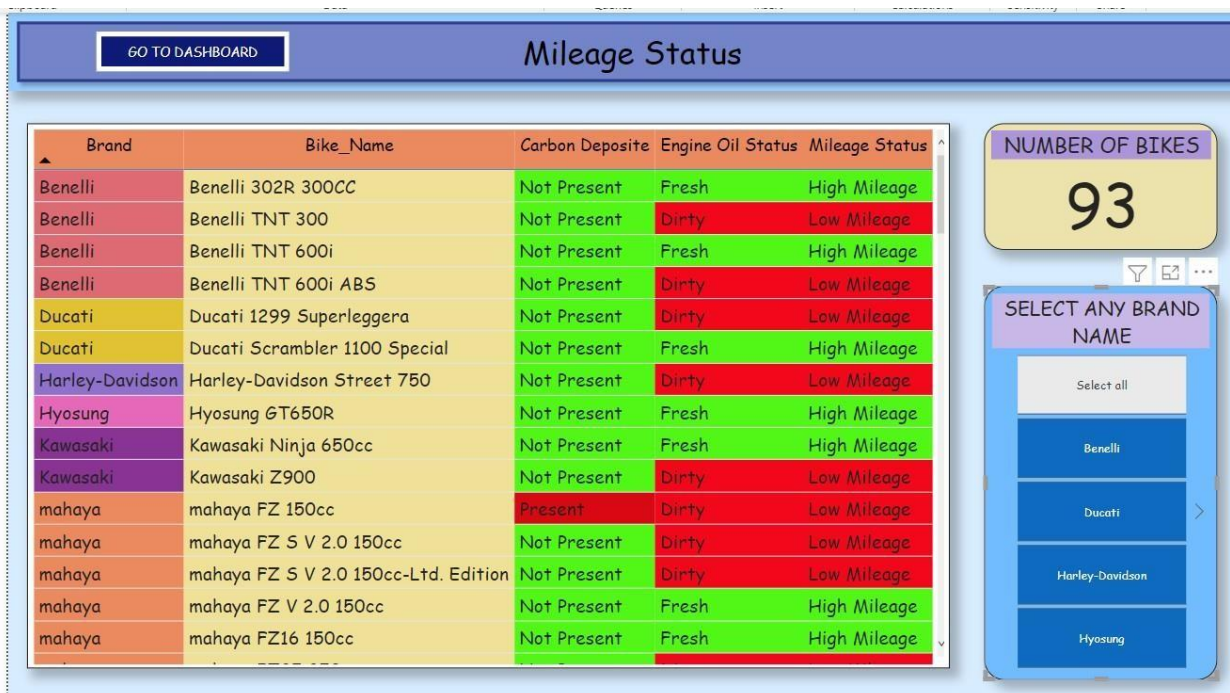 GO TO DASHBOARD
Mileage Status
Brand Bike_Name Carbon Deposite Engine Oil Status Mileage Status
Benelli Benelli 302R 300CC Not Present Fresh High Mileage
Benelli Benelli TNT 300 Not Present Dirty Low Mileage
Benelli Benelli TNT 600i Not Present Fresh High Mileage
Benelli Benelli TNT 600i ABS Not Present Dirty Low Mileage
Ducati Ducati 1299 Superleggera Not Present Dirty Low Mileage
Ducati Ducati Scrambler 1100 Special Not Present Fresh High Mileage
Harley-Davidson Harley-Davidson Street 750 Not Present Dirty Low Mileage
Hyosung Hyosung GT650R Not Present Fresh High Mileage
Kawasaki Kawasaki Ninja 650cc Not Present Fresh High Mileage
Kawasaki Kawasaki Z900 Not Present Dirty Low Mileage
mahaya mahaya FZ 150cc Present Dirty Low Mileage
mahaya mahaya FZ S V 2.0 150cc Not Present Dirty Low Mileage
mahaya mahaya FZ S V 2.0 150cc-Ltd. Edition Not Present Dirty Low Mileage
mahaya mahaya FZ V 2.0 150cc Not Present Fresh High Mileage
mahaya mahaya FZ16 150cc Not Present Fresh High Mileage
NUMBER OF BIKES
93
SELECT ANY BRAND
NAME
Select all
Benelli
Ducati
Harley-Davidson
Hyosung